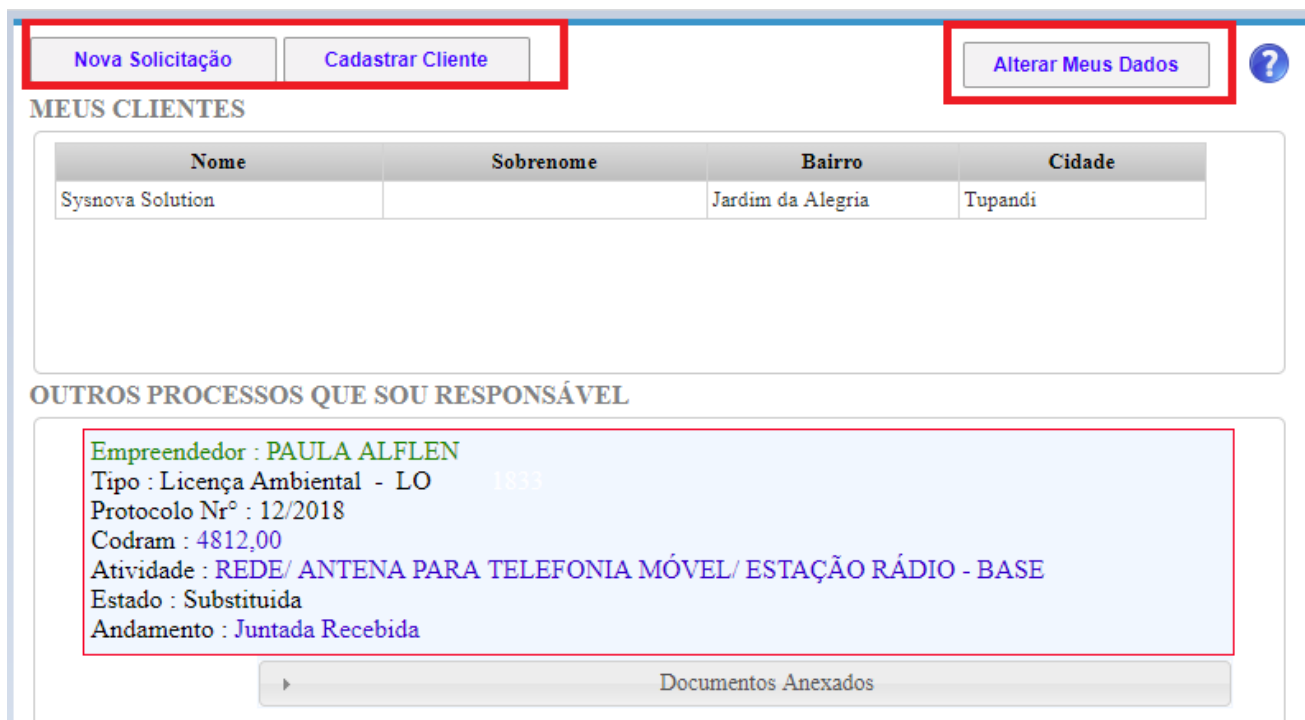 Nova Solicitação Cadastrar Cliente Alterar Meus Dados ?
MEUS CLIENTES
Nome Sobrenome Bairro Cidade
Sysnova Solution Jardim da Alegria Tupandi
OUTROS PROCESSOS QUE SOU RESPONSÁVEL
Empreendedor : PAULA ALFLEN
Tipo : Licença Ambiental - LO 1833
Protocolo Nr° : 12/2018
Codram : 4812,00
Atividade : REDE/ ANTENA PARA TELEFONIA MÓVEL/ ESTAÇÃO RÁDIO - BASE
Estado : Substituida
Andamento : Juntada Recebida
Documentos Anexados